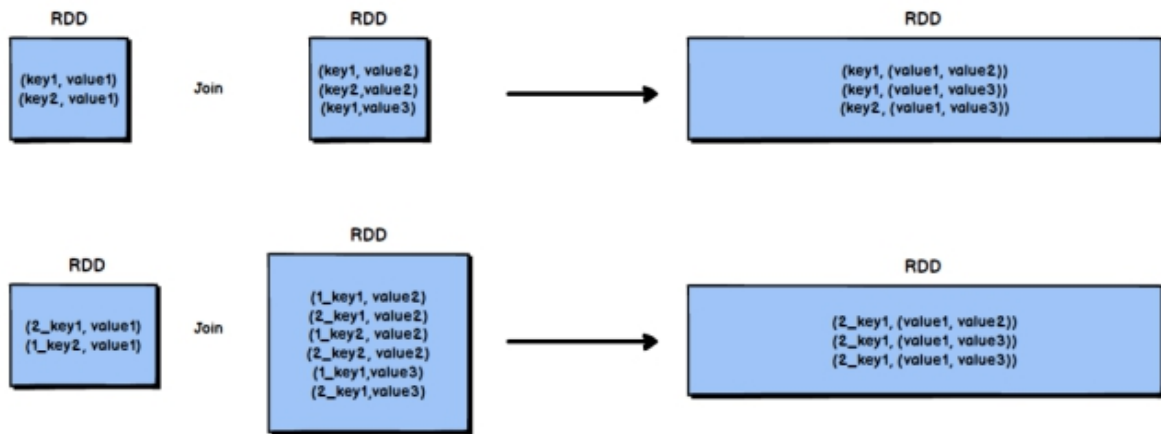 RDD
RDD
RDD
(key1, value1)
(key2, value1)
Join
(key1, value2)
(key2,value2)
(key1,value3)
(key1, (value1, value2))
(key1, (value1, value3))
(key2, (value1, value3))
RDD
RDD
RDD
(2_key1, value1)
(1_key2, value1)
Join
(1_key1, value2)
(2_key1, value2)
(1_key2, value2)
(2_key2, value2)
(1_key1,value3)
(2_key1,value3)
(2_key1, (value1, value2))
(2_key1, (value1, value3))
(2_key1, (value1, value3))